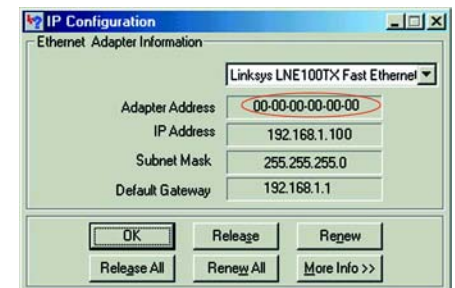 IP Configuration
Ethernet Adapter Information
Linksys LNE100TX Fast Ethernet
Adapter Address 00-00-00-00-00-00
IP Address 192.168.1.100
Subnet Mask 255.255.255.0
Default Gateway 192.168.1.1
OK Release Renew
Release All Renew All More Info >>